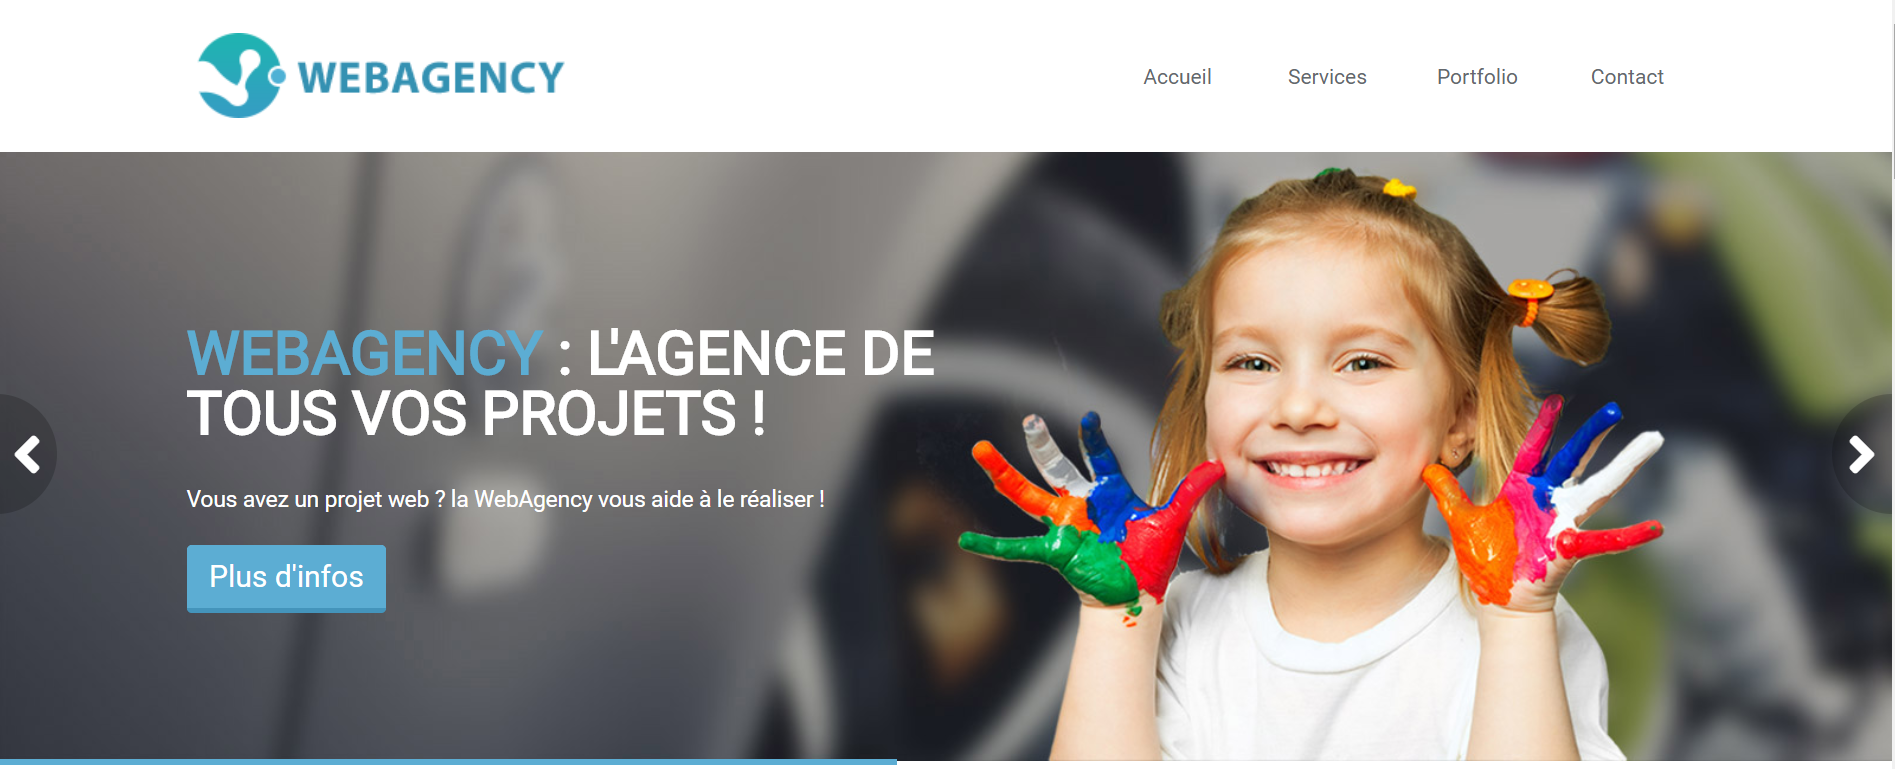 WEBAGENCY
Accueil
Services
Portfolio
Contact
WEBAGENCY : L'AGENCE DE
TOUS VOS PROJETS !
Vous avez un projet web ? la WebAgency vous aide à le réaliser !
Plus d'infos